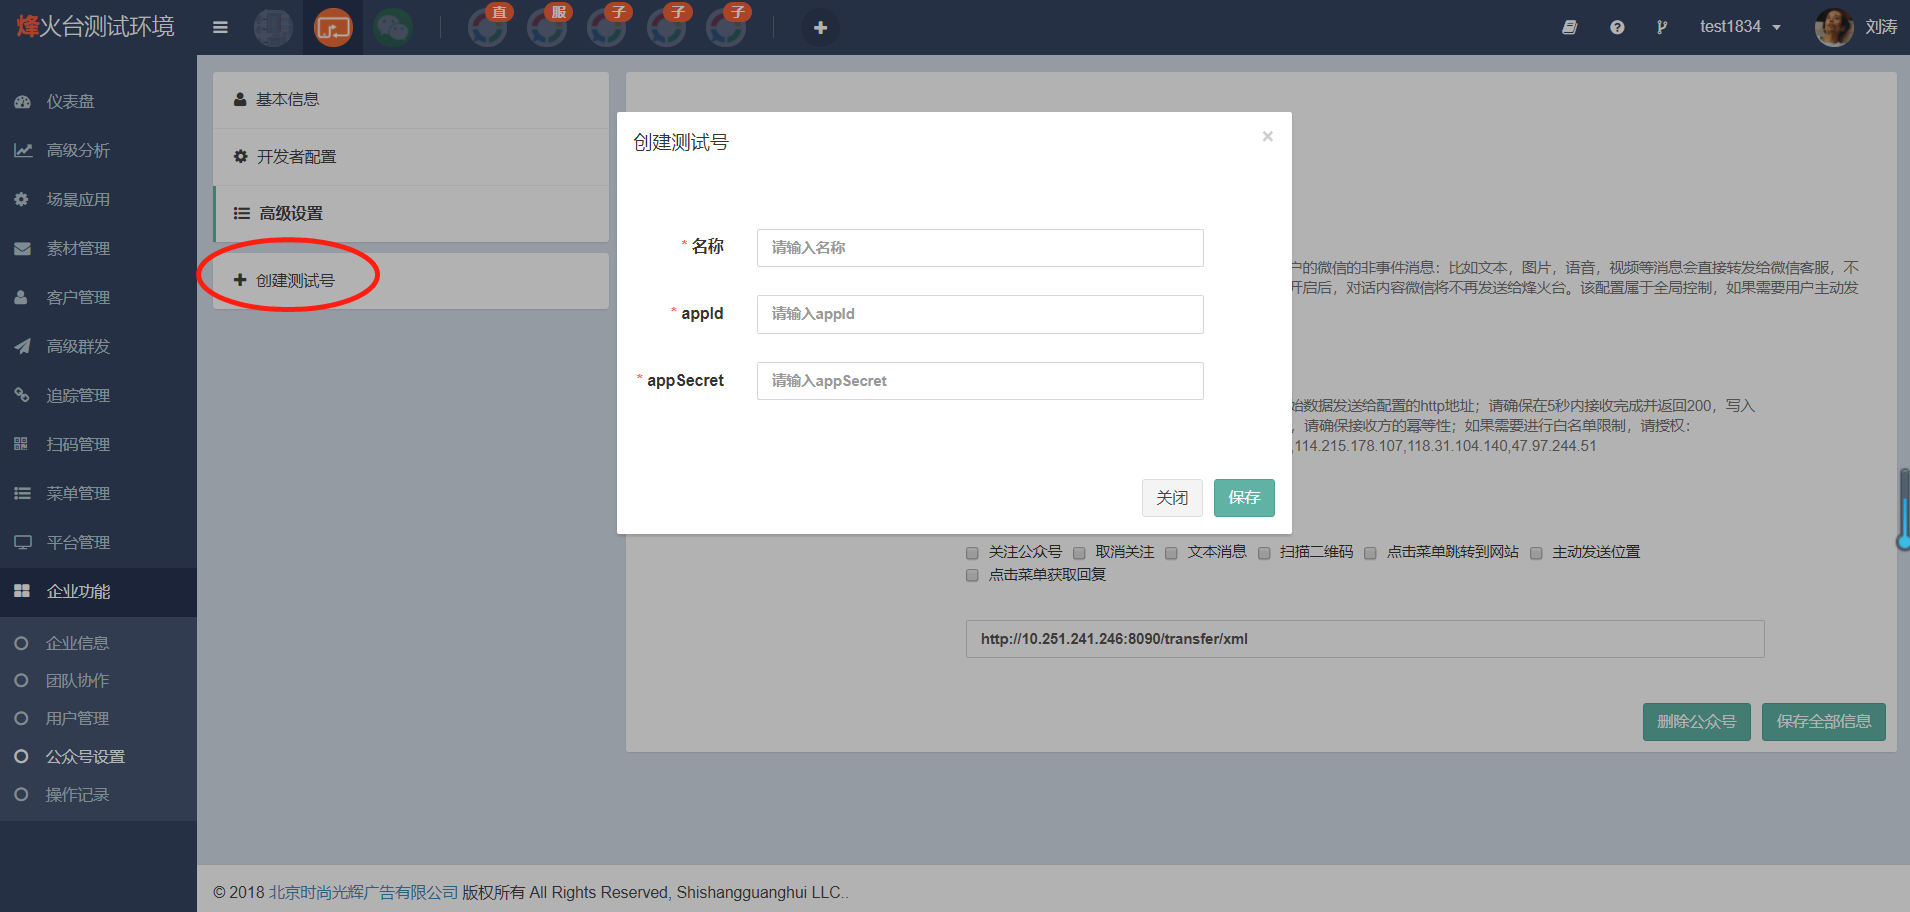 烽火台测试环境
直
服
子
子
子
test1834
刘涛
仪表盘
高级分析
场景应用
素材管理
客户管理
高级群发
追踪管理
扫码管理
菜单管理
平台管理
企业功能
企业信息
团队协作
用户管理
公众号设置
操作记录
基本信息
开发者配置
高级设置
创建测试号
创建测试号
×
* 名称
请输入名称
* appId
请输入appId
* appSecret
请输入appSecret
关闭
保存
户的微信的非事件消息：比如文本，图片，语音，视频等消息会直接转发给微信客服，不
开启后，对话内容微信将不再发送给烽火台。该配置属于全局控制，如果需要用户主动发
始数据发送给配置的http地址；请确保在5秒内接收完成并返回200，写入
，请确保接收方的幂等性；如果需要进行白名单限制，请授权：
,114.215.178.107,118.31.104.140,47.97.244.51
关注公众号 取消关注 文本消息 扫描二维码 点击菜单跳转到网站 主动发送位置
点击菜单获取回复
http://10.251.241.246:8090/transfer/xml
删除公众号
保存全部信息
© 2018 北京时尚光辉广告有限公司 版权所有 All Rights Reserved, Shishangguanghui LLC..